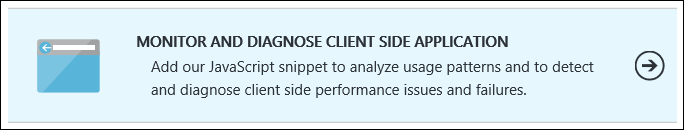 MONITOR AND DIAGNOSE CLIENT SIDE APPLICATION
Add our JavaScript snippet to analyze usage patterns and to detect
and diagnose client side performance issues and failures.